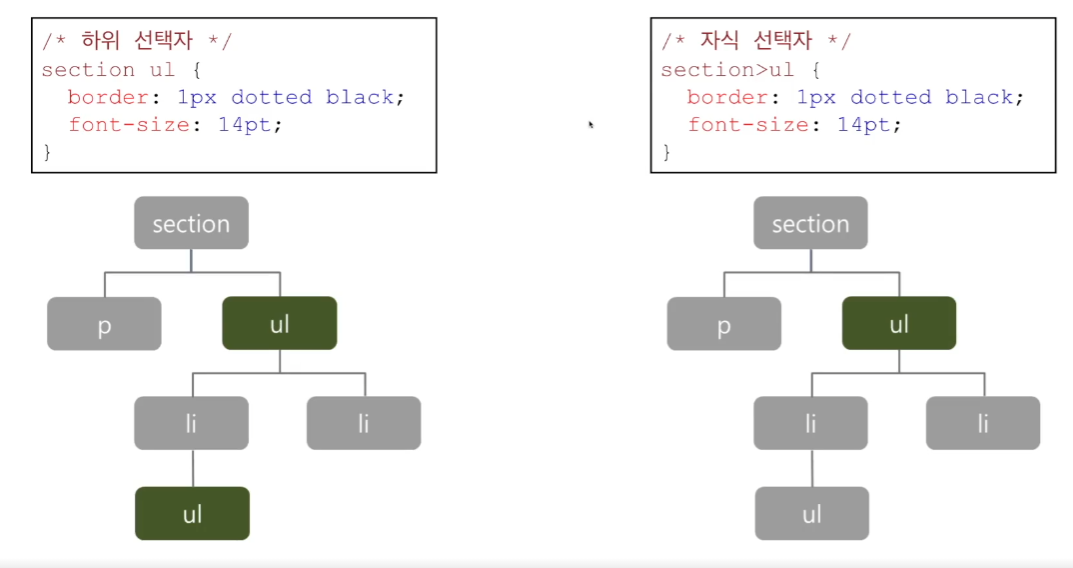 /* 하위 선택자 */
section ul {
  border: 1px dotted black;
  font-size: 14pt;
}
section
p
ul
li
li
ul
/* 자식 선택자 */
section>ul {
  border: 1px dotted black;
  font-size: 14pt;
}
section
p
ul
li
li
ul